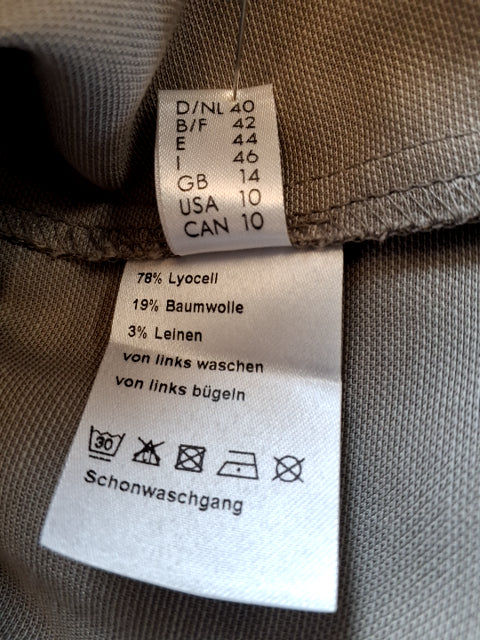 D/NL 40
B/F 42
E 44
I 46
GB 14
USA 10
CAN 10
78% Lyocell
19% Baumwolle
3% Leinen
von links waschen
von links bügeln
30
Schonwaschgang